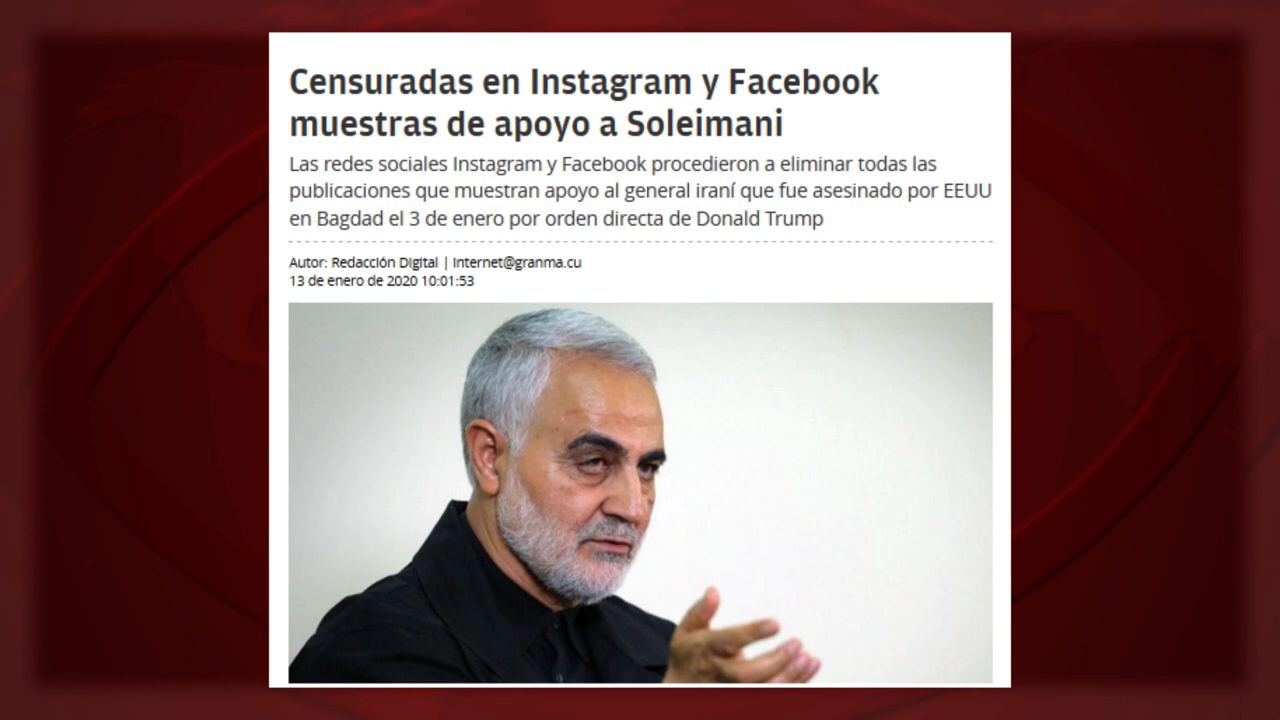 Censuradas en Instagram y Facebook
muestras de apoyo a Soleimani
Las redes sociales Instagram y Facebook procedieron a eliminar todas las
publicaciones que muestran apoyo al general iraní que fue asesinado por EEUU
en Bagdad el 3 de enero por orden directa de Donald Trump
Autor: Redacción Digital | internet@granma.cu
13 de enero de 2020 10:01:53